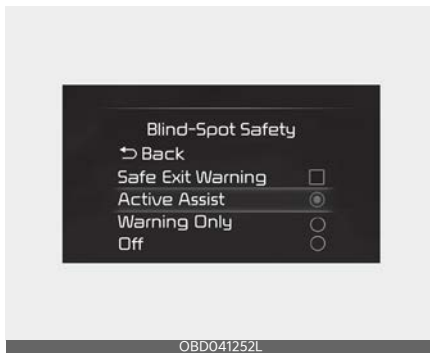 Blind-Spot Safety
Back
Safe Exit Warning
Active Assist
Warning Only
Off
OBD041252L